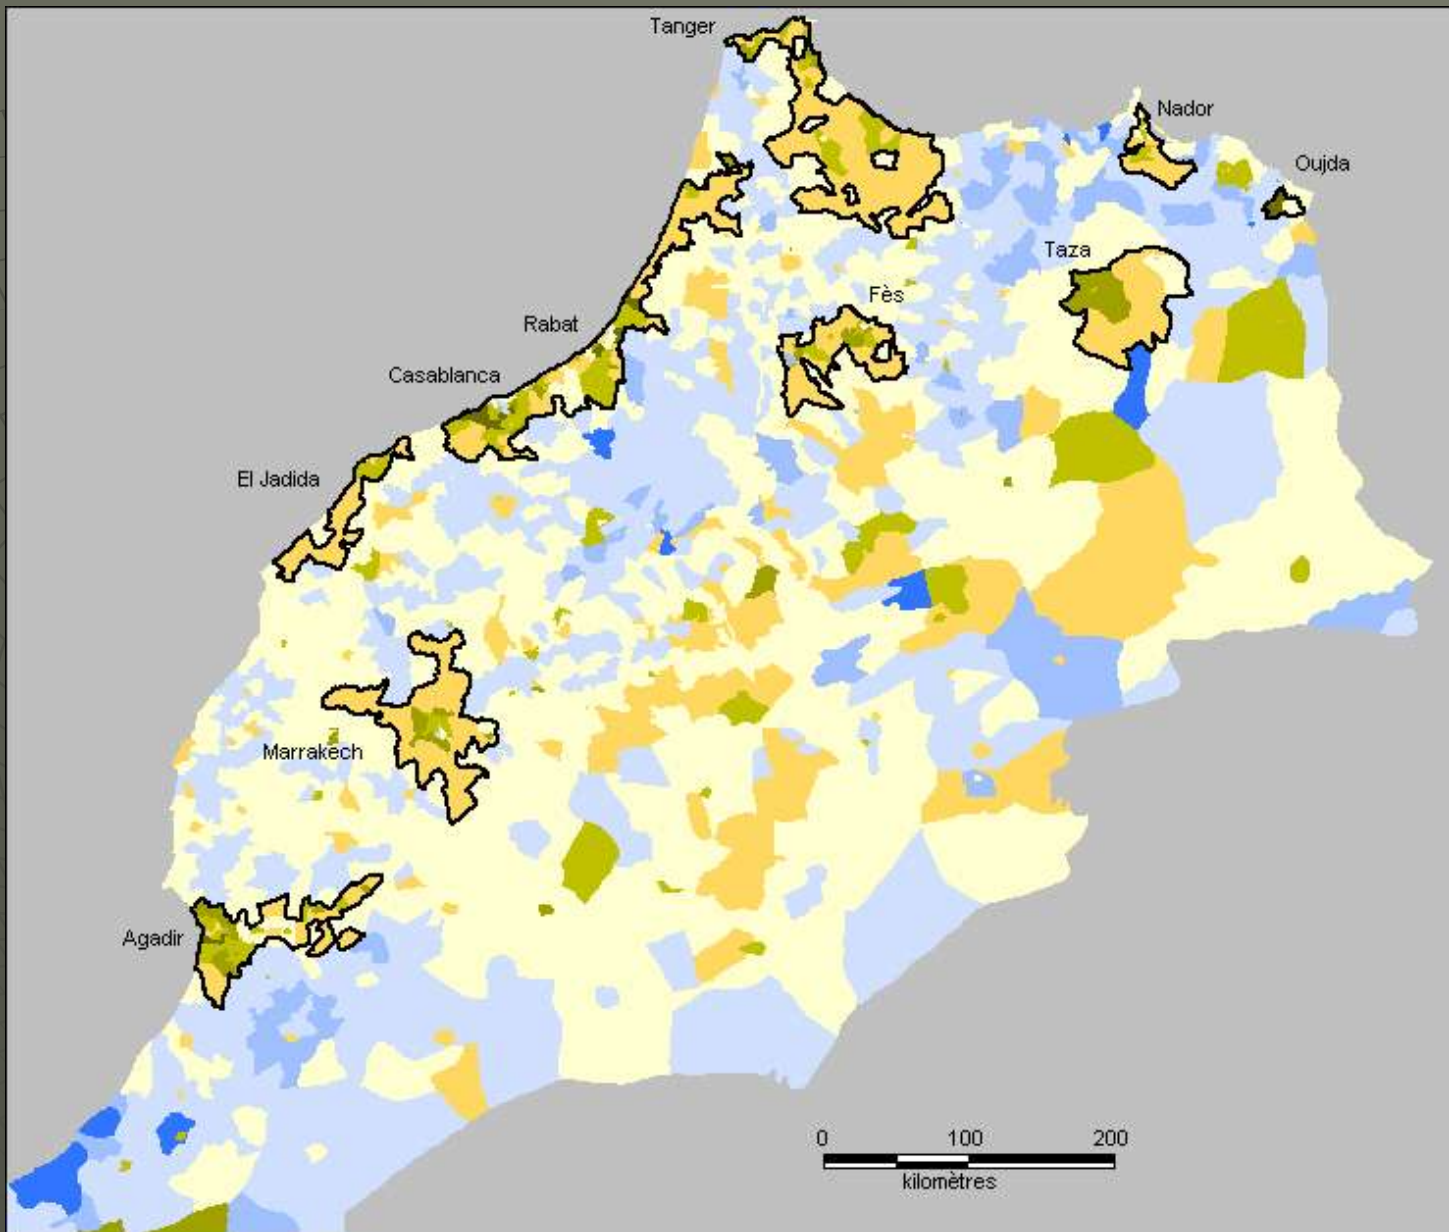 Tanger
Nador
Oujda
Taza
Fès
Rabat
Casablanca
El Jadida
Marrakech
Agadir
0 100 200
kilomètres